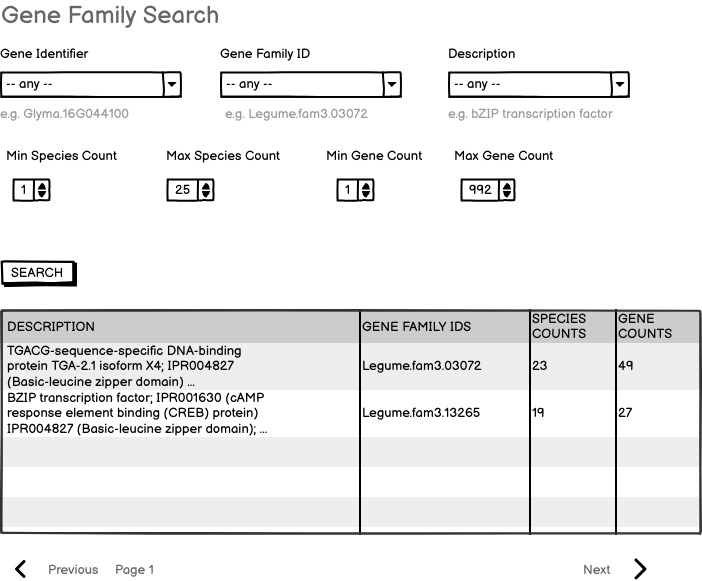 Gene Family Search
Gene Identifier Gene Family ID Description
-- any -- -- any -- -- any --
e.g. Glyma.16G044100 e.g. Legume.fam3.03072 e.g. bZIP transcription factor
Min Species Count Max Species Count Min Gene Count Max Gene Count
1 25 1 992
SEARCH
DESCRIPTION GENE FAMILY IDS SPECIES COUNTS GENE COUNTS
TGACG-sequence-specific DNA-binding
protein TGA-2.1 isoform X4; IPR004827 Legume.fam3.03072 23 49
(Basic-leucine zipper domain) ...
BZIP transcription factor; IPR001630 (cAMP
response element binding (CREB) protein) Legume.fam3.13265 19 27
IPR004827 (Basic-leucine zipper domain); ...
Previous Page 1 Next